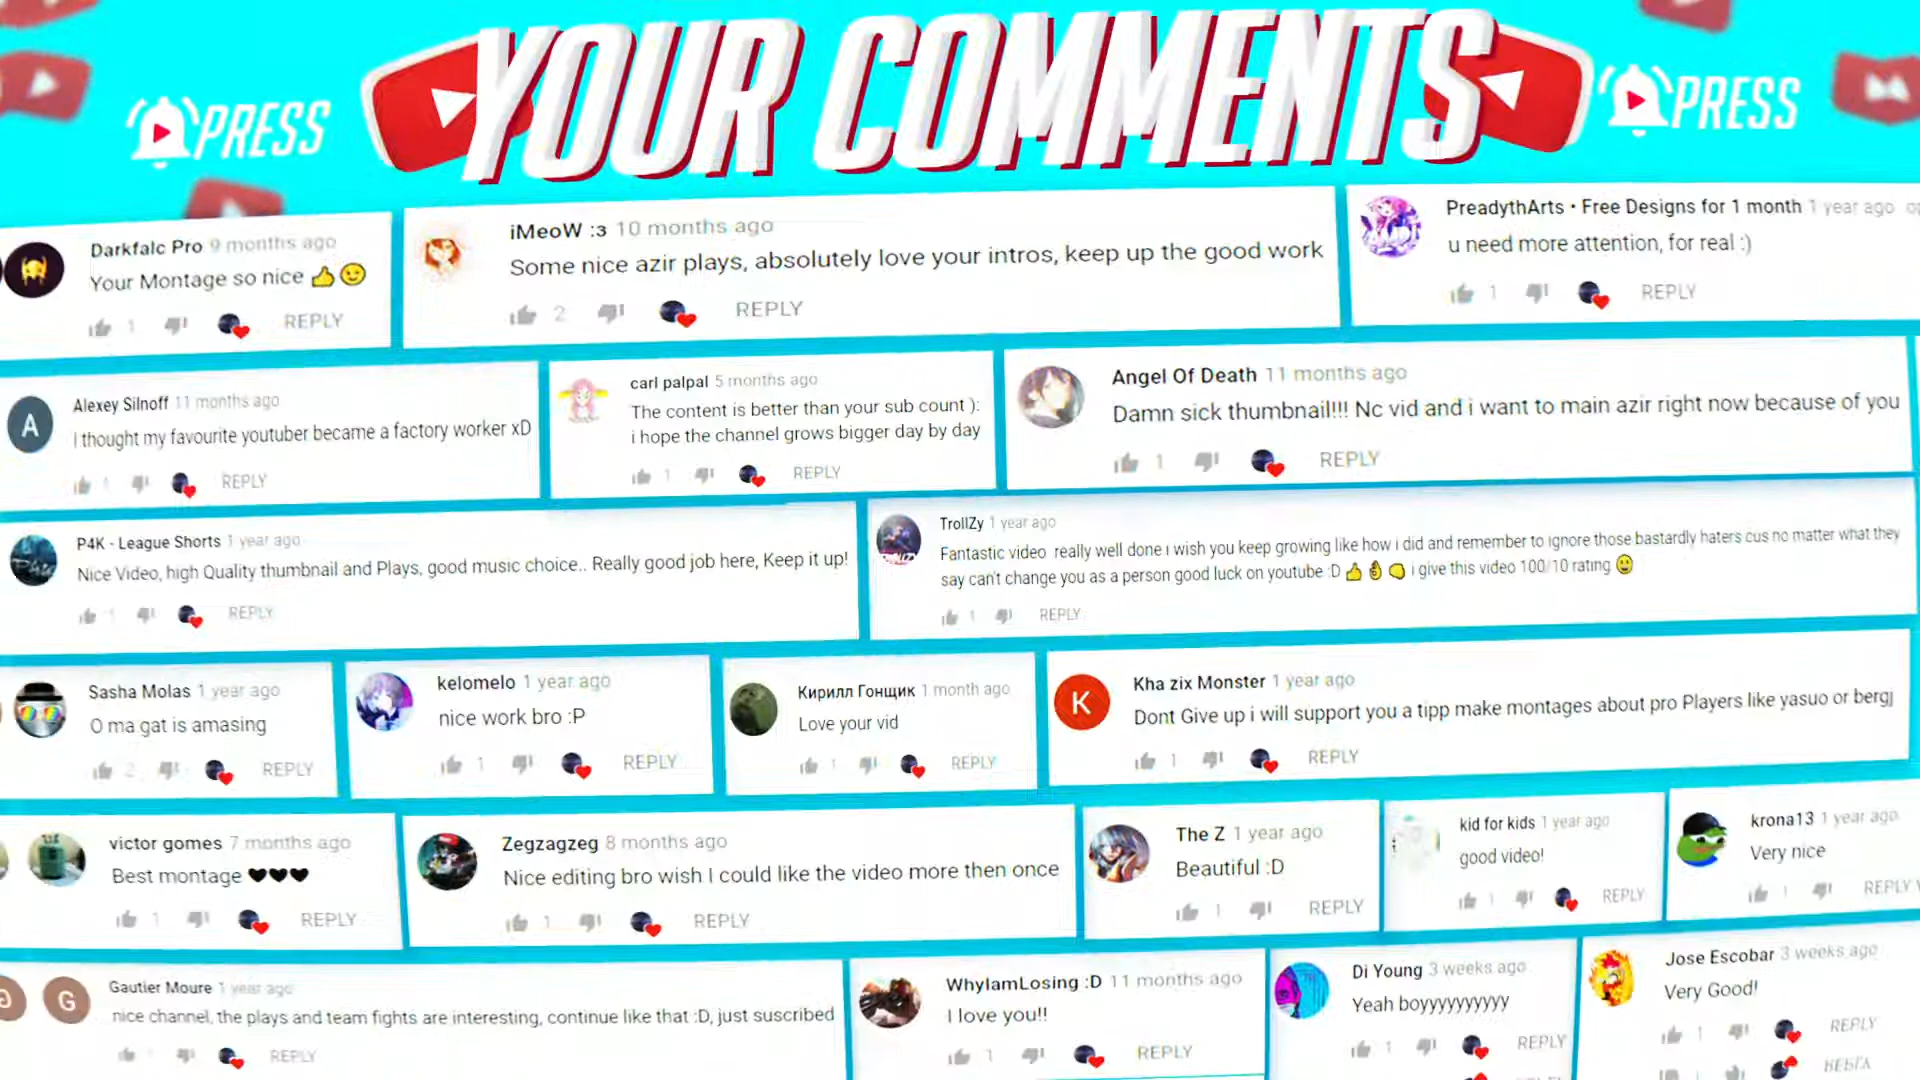 YOUR COMMENTS
PRESS
PRESS
Darkfalc Pro 9 months ago
Your Montage so nice 👍😉
1 REPLY
iMeoW :3 10 months ago
Some nice azir plays, absolutely love your intros, keep up the good work
2 REPLY
PreadythArts • Free Designs for 1 month 1 year ago
u need more attention, for real :)
1 REPLY
A
Alexey Silnoff 11 months ago
I thought my favourite youtuber became a factory worker xD
1 REPLY
carl palpal 5 months ago
The content is better than your sub count ):
i hope the channel grows bigger day by day
1 REPLY
Angel Of Death 11 months ago
Damn sick thumbnail!!! Nc vid and i want to main azir right now because of you
1 REPLY
P4K - League Shorts 1 year ago
Nice Video, high Quality thumbnail and Plays, good music choice.. Really good job here, Keep it up!
1 REPLY
TrollZy 1 year ago
Fantastic video really well done i wish you keep growing like how i did and remember to ignore those bastardly haters cus no matter what they
say can't change you as a person good luck on youtube :D 👍👌👊 i give this video 100/10 rating 😃
1 REPLY
Sasha Molas 1 year ago
O ma gat is amasing
2 REPLY
kelomelo 1 year ago
nice work bro :P
1 REPLY
Кирилл Гонщик 1 month ago
Love your vid
1 REPLY
K
Kha zix Monster 1 year ago
Dont Give up i will support you a tipp make montages about pro Players like yasuo or bergj
1 REPLY
victor gomes 7 months ago
Best montage 🖤🖤🖤
1 REPLY
Zegzagzeg 8 months ago
Nice editing bro wish I could like the video more then once
1 REPLY
The Z 1 year ago
Beautiful :D
1 REPLY
kid for kids 1 year ago
good video!
1 REPLY
krona13 1 year ago
Very nice
1 REPLY
G
Gautier Moure 1 year ago
nice channel, the plays and team fights are interesting, continue like that :D, just suscribed
1 REPLY
WhyIamLosing :D 11 months ago
I love you!!
1 REPLY
Di Young 3 weeks ago
Yeah boyyyyyyyyyy
1 REPLY
Jose Escobar 3 weeks ago
Very Good!
1 REPLY